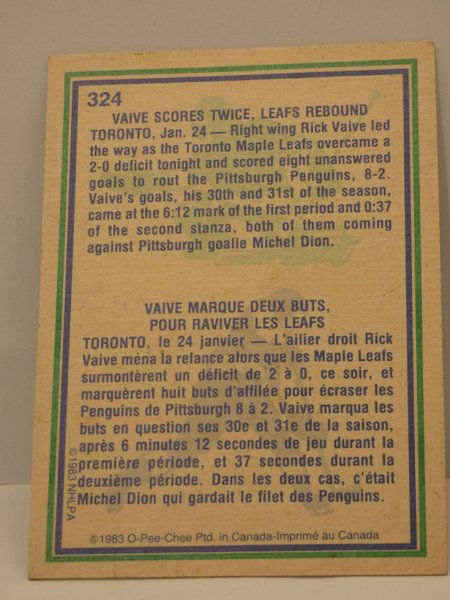 324
VAIVE SCORES TWICE, LEAFS REBOUND
TORONTO, Jan. 24 — Right wing Rick Vaive led
the way as the Toronto Maple Leafs overcame a
2-0 deficit tonight and scored eight unanswered
goals to rout the Pittsburgh Penguins, 8-2.
Vaive's goals, his 30th and 31st of the season,
came at the 6:12 mark of the first period and 0:37
of the second stanza, both of them coming
against Pittsburgh goalie Michel Dion.
VAIVE MARQUE DEUX BUTS,
POUR RAVIVER LES LEAFS
TORONTO, le 24 janvier — L'ailier droit Rick
Vaive ména la relance alors que les Maple Leafs
surmontèrent un déficit de 2 à 0, ce soir, et
marquèrent huit buts d'affilée pour écraser les
Penguins de Pittsburgh 8 à 2. Vaive marqua les
buts en question ses 30e et 31e de la saison,
après 6 minutes 12 secondes de jeu durant la
première période, et 37 secondes durant la
deuxième période. Dans les deux cas, c'était
Michel Dion qui gardait le filet des Penguins.
©1983 NHLPA
©1983 O-Pee-Chee Ptd. in Canada-Imprimé au Canada